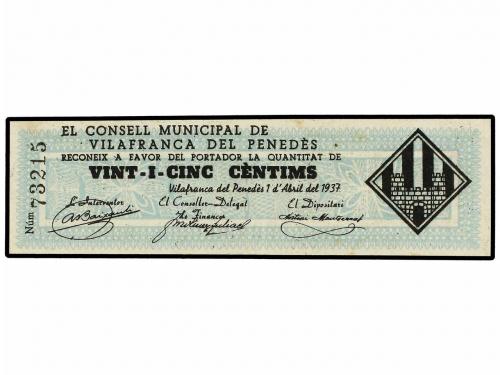 EL CONSELL MUNICIPAL DE
VILAFRANCA DEL PENEDÈS
RECONEIX A FAVOR DEL PORTADOR LA QUANTITAT DE
VINT-I-CINC CÈNTIMS
Vilafranca del Penedès 1 d'Abril del 1937
L'Interventor El Conseller-Delegat El Dipositari
de Finances
Núm 73215